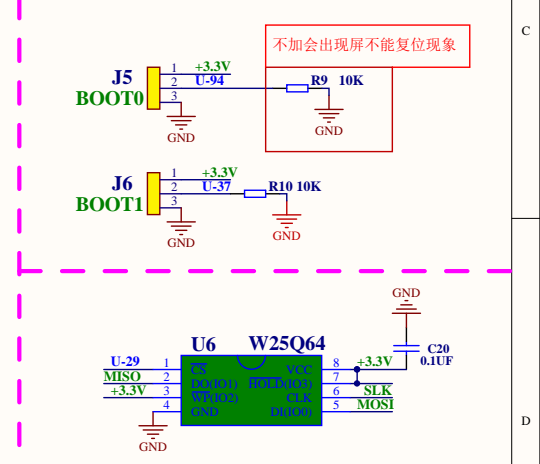 C
不加会出现屏不能复位现象
J5
BOOT0
1 +3.3V
2 U-94
3
R9 10K
GND
GND
J6
BOOT1
1 +3.3V
2 U-37
3
R10 10K
GND
GND
GND
U6 W25Q64
C20
0.1UF
U-29 1 CS VCC 8 +3.3V
MISO 2 DO(IO1) HOLD(IO3) 7
+3.3V 3 WP(IO2) CLK 6 SLK
4 GND DI(IO0) 5 MOSI
GND
D